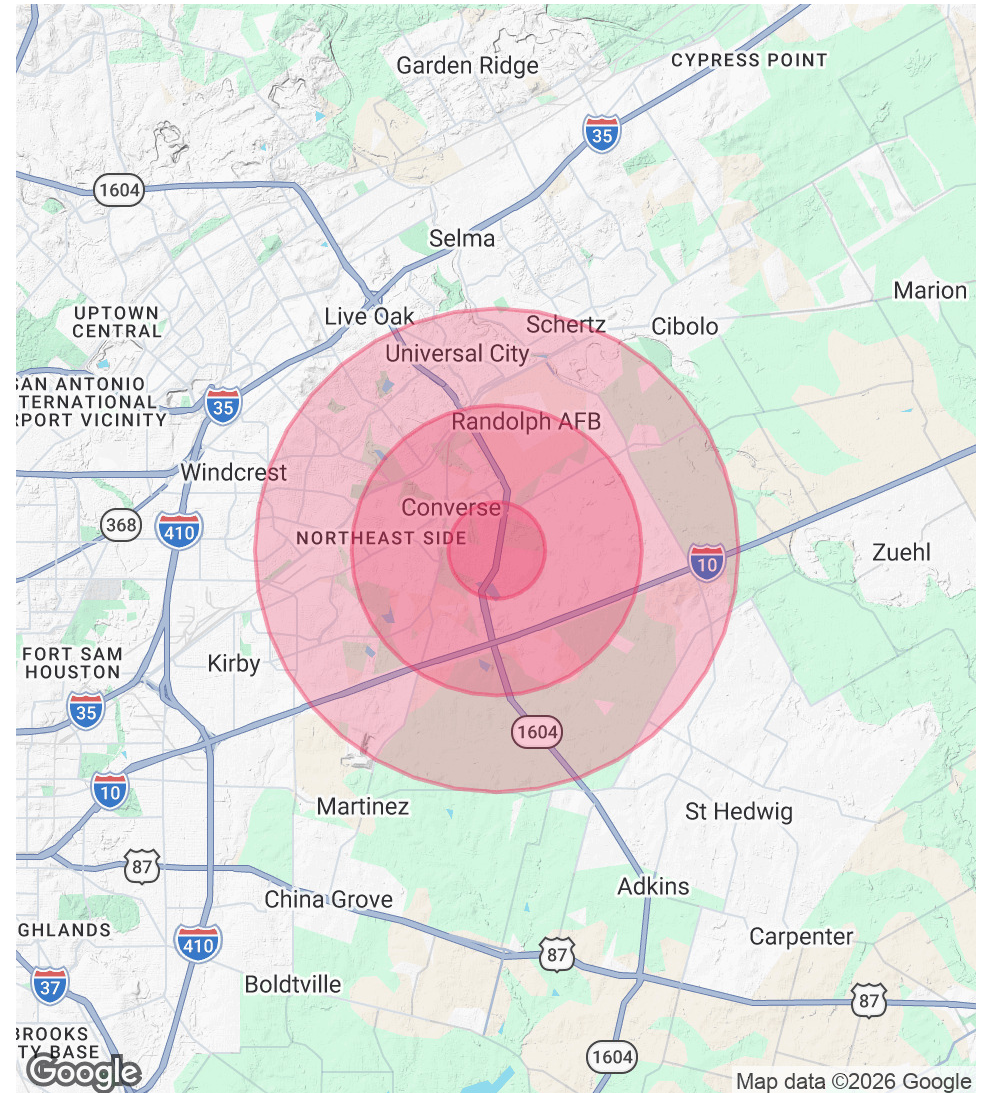 Garden Ridge
CYPRESS POINT
35
1604
Selma
Marion
UPTOWN
CENTRAL
Live Oak
Schertz
Cibolo
Universal City
SAN ANTONIO
TERNATIONAL
RPORT VICINITY
35
Randolph AFB
Windcrest
Converse
368
410
NORTHEAST SIDE
10
Zuehl
FORT SAM
HOUSTON
Kirby
35
1604
10
Martinez
St Hedwig
87
Adkins
China Grove
GHLANDS
410
Carpenter
87
37
Boldtville
87
BROOKS
TY BASE
1604
Google
Map data ©2026 Google